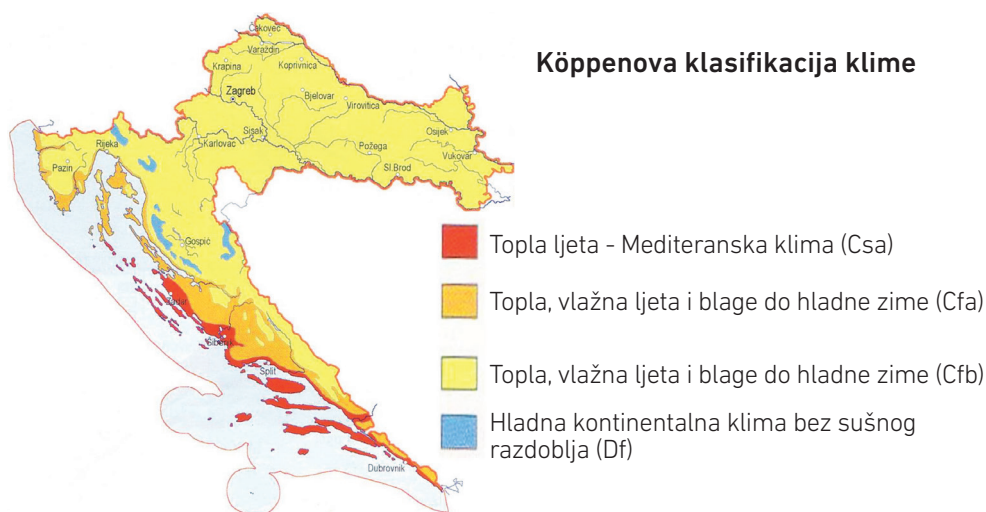 Köppenova klasifikacija klime
Čakovec
Varaždin
Krapina
Koprivnica
Zagreb
Bjelovar
Virovitica
Osijek
Sisak
Karlovac
Rijeka
Požega
Vukovar
Pazin
Sl.Brod
Gospić
Zadar
Šibenik
Split
Dubrovnik
Topla ljeta - Mediteranska klima (Csa)
Topla, vlažna ljeta i blage do hladne zime (Cfa)
Topla, vlažna ljeta i blage do hladne zime (Cfb)
Hladna kontinentalna klima bez sušnog
razdoblja (Df)